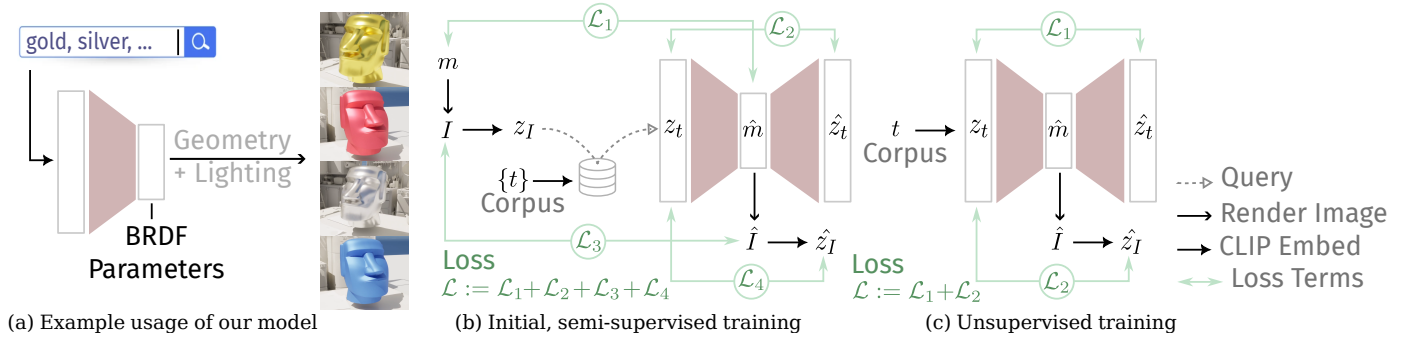 gold, silver, ...
Geometry
+ Lighting
BRDF
Parameters
(a) Example usage of our model
ℒ₁
ℒ₂
m
I
z_I
{t}
Corpus
z_t
m̂
ẑ_t
Î
ẑ_I
ℒ₃
ℒ₄
Loss
ℒ := ℒ₁+ℒ₂+ℒ₃+ℒ₄
(b) Initial, semi-supervised training
ℒ₁
t
Corpus
z_t
m̂
ẑ_t
Î
ẑ_I
ℒ₂
Loss
ℒ := ℒ₁+ℒ₂
(c) Unsupervised training
Query
Render Image
CLIP Embed
Loss Terms